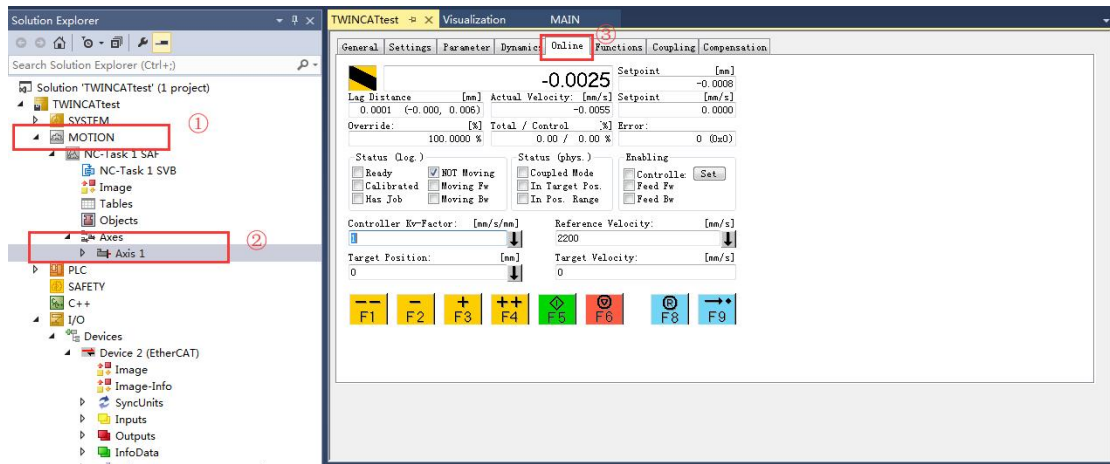 Solution Explorer
Search Solution Explorer (Ctrl+;)
Solution 'TWINCATtest' (1 project)
TWINCATtest
SYSTEM
①
MOTION
NC-Task 1 SAF
NC-Task 1 SVB
Image
Tables
Objects
Axes
②
Axis 1
PLC
SAFETY
C++
I/O
Devices
Device 2 (EtherCAT)
Image
Image-Info
SyncUnits
Inputs
Outputs
InfoData
TWINCATtest Visualization MAIN
③
General Settings Parameter Dynamics Online Functions Coupling Compensation
-0.0025
Setpoint [mm]
-0.0008
Lag Distance [mm] Actual Velocity: [mm/s] Setpoint [mm/s]
0.0001 (-0.000, 0.006) -0.0055 0.0000
Override: [%] Total / Control [%] Error:
100.0000 % 0.00 / 0.00 % 0 (0x0)
Status (log.) Status (phys.) Enabling
Ready NOT Moving Coupled Mode Controlle: Set
Calibrated Moving Fw In Target Pos. Feed Fw
Has Job Moving Bw In Pos. Range Feed Bw
Controller Kv-Factor: [mm/s/mm] Reference Velocity: [mm/s]
1 2200
Target Position: [mm] Target Velocity: [mm/s]
0 0
-- - + ++ R
F1 F2 F3 F4 F5 F6 F8 F9